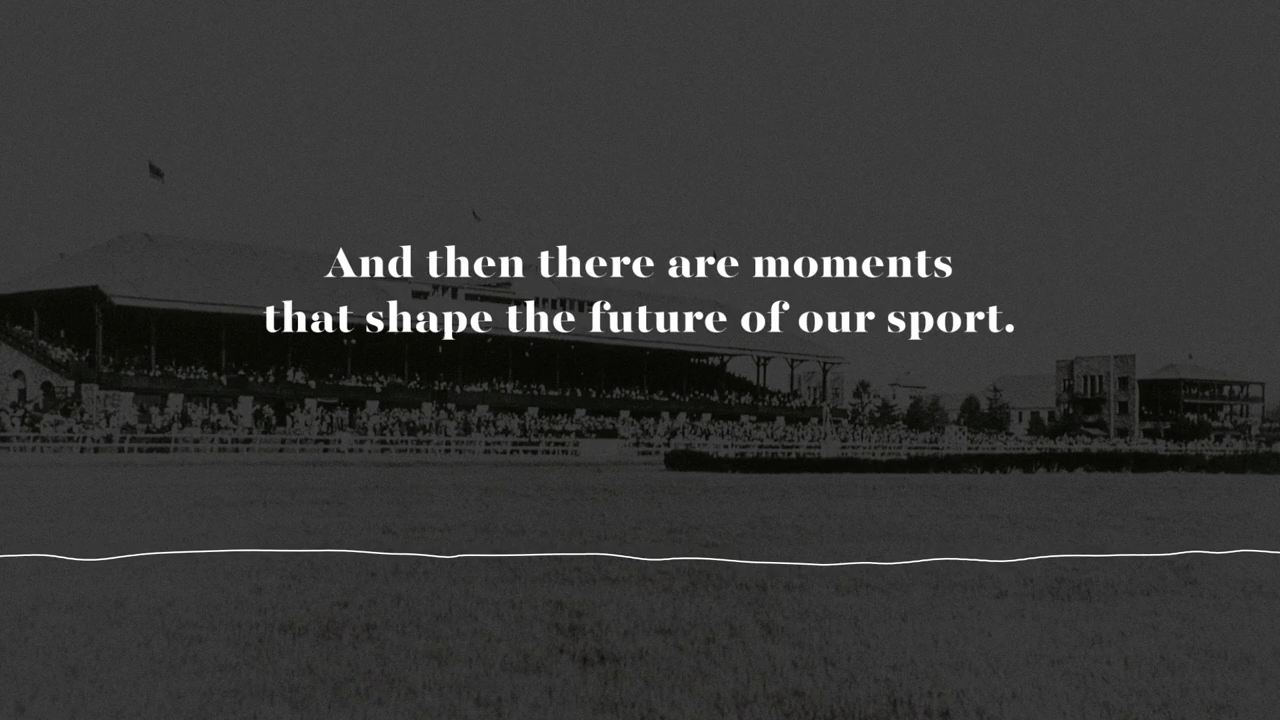 And then there are moments
that shape the future of our sport.